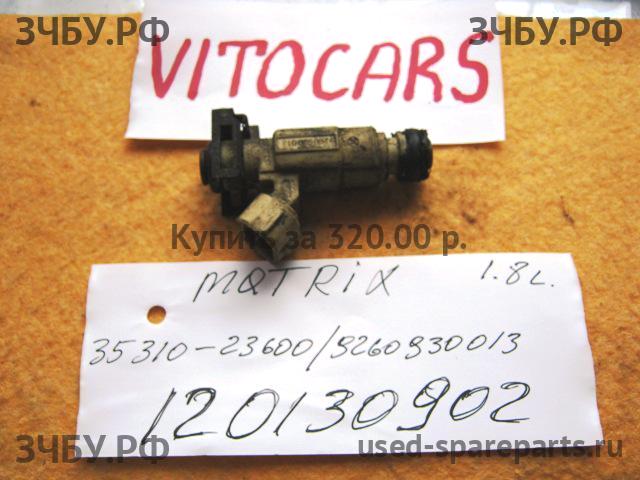 ЗЧБУ.РФ ЗЧБУ.РФ
VITOCARS
Купить за 320.00 р.
MQTRIX 1.8L.
35310-23600/9260930013
120130902
ЗЧБУ.РФ used-spareparts.ru